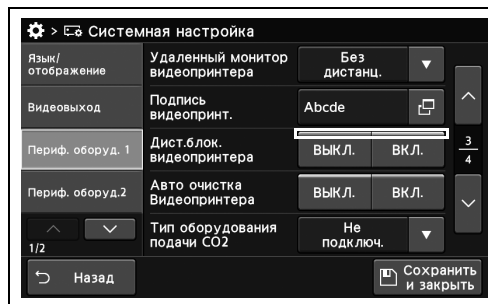 > Системная настройка
Язык/
отображение
Видеовыход
Периф. оборуд. 1
Периф. оборуд.2
1/2
Удаленный монитор
видеопринтера
Без
дистанц.
Подпись
видеопринт.
Abcde
Дист.блок.
видеопринтера
ВЫКЛ. ВКЛ.
Авто очистка
Видеопринтера
ВЫКЛ. ВКЛ.
Тип оборудования
подачи CO2
Не
подключ.
3
4
Назад
Сохранить
и закрыть